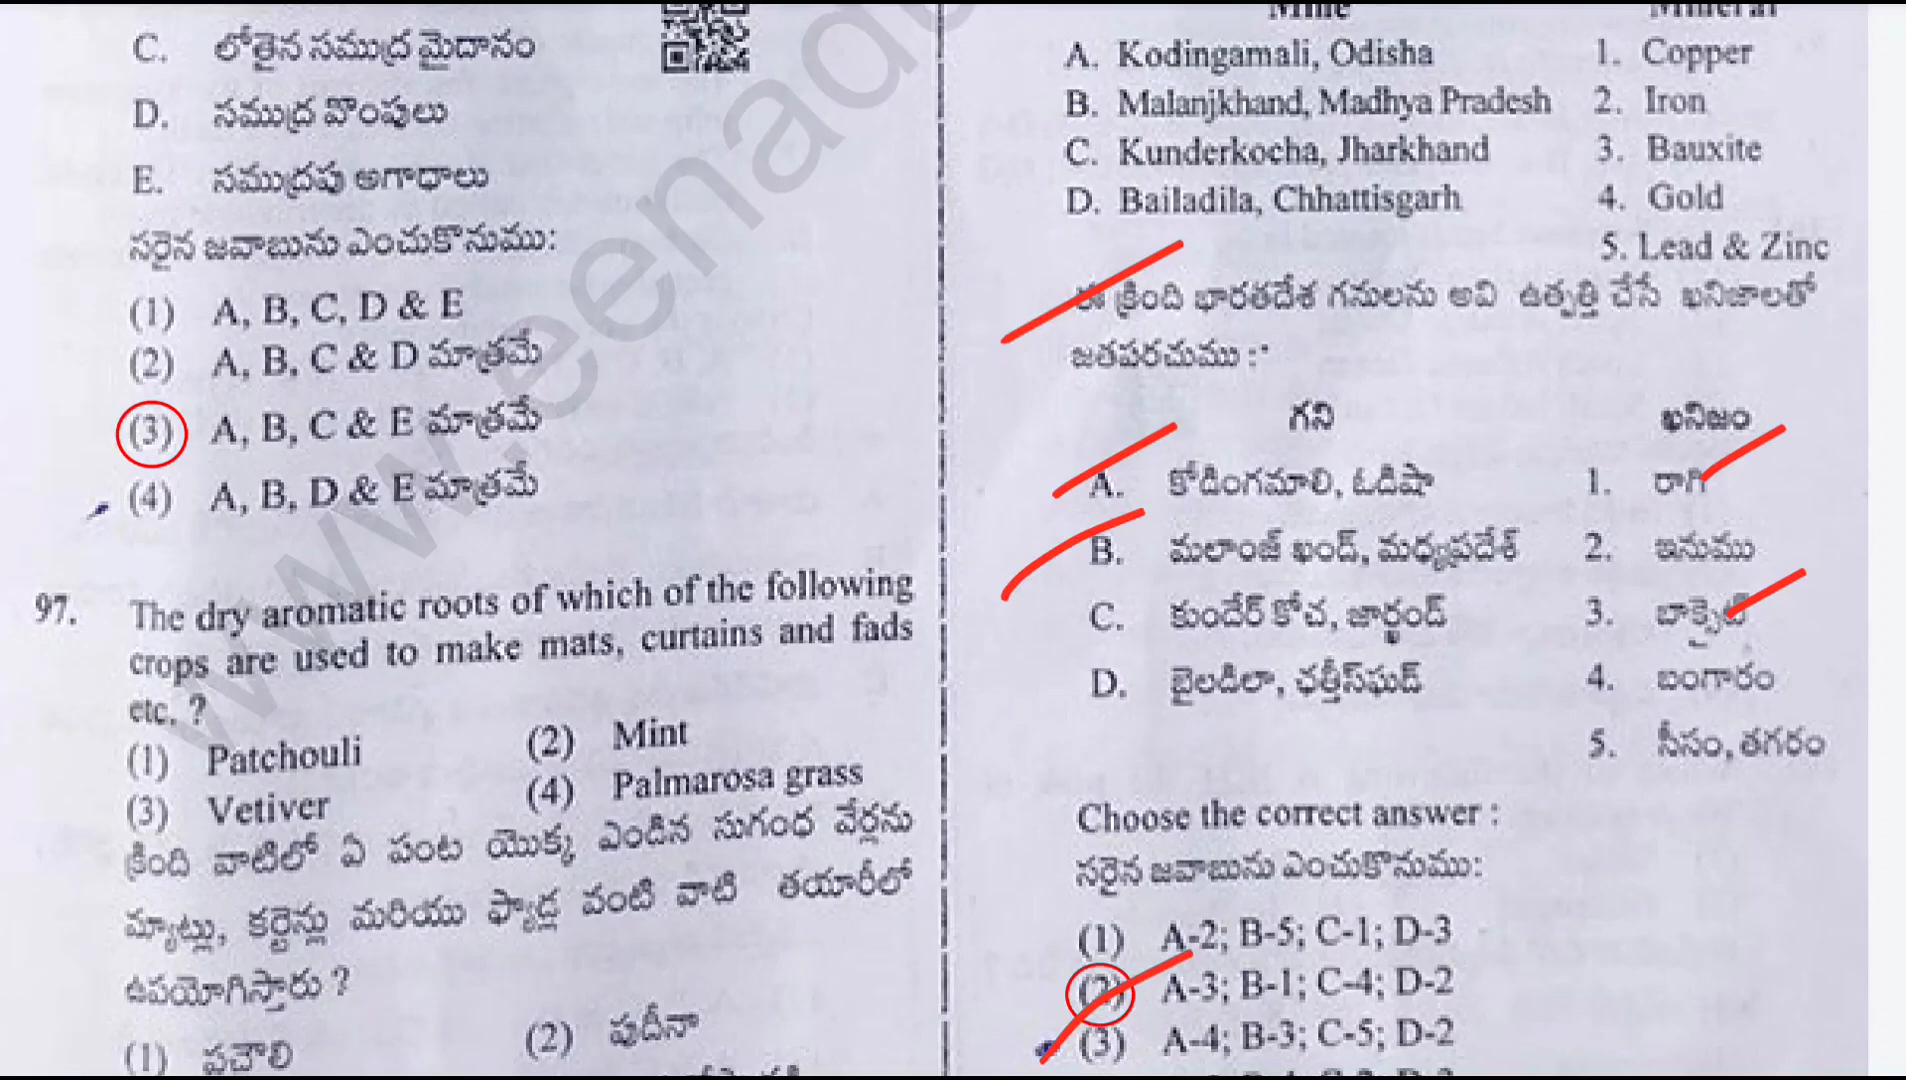 C. లోతైన సముద్ర మైదానం
D. సముద్ర వొంపులు
E. సముద్రపు అగాధాలు
సరైన జవాబును ఎంచుకొనుము:
(1) A, B, C, D & E
(2) A, B, C & D మాత్రమే
(3) A, B, C & E మాత్రమే
(4) A, B, D & E మాత్రమే
97. The dry aromatic roots of which of the following
crops are used to make mats, curtains and fads
etc. ?
(1) Patchouli (2) Mint
(3) Vetiver (4) Palmarosa grass
క్రింది వాటిలో ఏ పంట యొక్క ఎండిన సుగంధ వేర్లను
మ్యాట్లు, కర్టెన్లు మరియు ఫ్యాడ్ల వంటి వాటి తయారీలో
ఉపయోగిస్తారు ?
(1) పచౌలి (2) పుదీనా
Mine Mineral
A. Kodingamali, Odisha 1. Copper
B. Malanjkhand, Madhya Pradesh 2. Iron
C. Kunderkocha, Jharkhand 3. Bauxite
D. Bailadila, Chhattisgarh 4. Gold
5. Lead & Zinc
ఈ క్రింది భారతదేశ గనులను అవి ఉత్పత్తి చేసే ఖనిజాలతో
జతపరచుము :
గని ఖనిజం
A. కోడింగమాలి, ఓడిషా 1. రాగి
B. మలాంజ్ ఖండ్, మధ్యప్రదేశ్ 2. ఇనుము
C. కుందేర్ కోచ, జార్ఖండ్ 3. బాక్సైట్
D. బైలడిలా, ఛత్తీస్‌ఘడ్ 4. బంగారం
5. సీసం, తగరం
Choose the correct answer :
సరైన జవాబును ఎంచుకొనుము:
(1) A-2; B-5; C-1; D-3
(2) A-3; B-1; C-4; D-2
(3) A-4; B-3; C-5; D-2
www.eenad